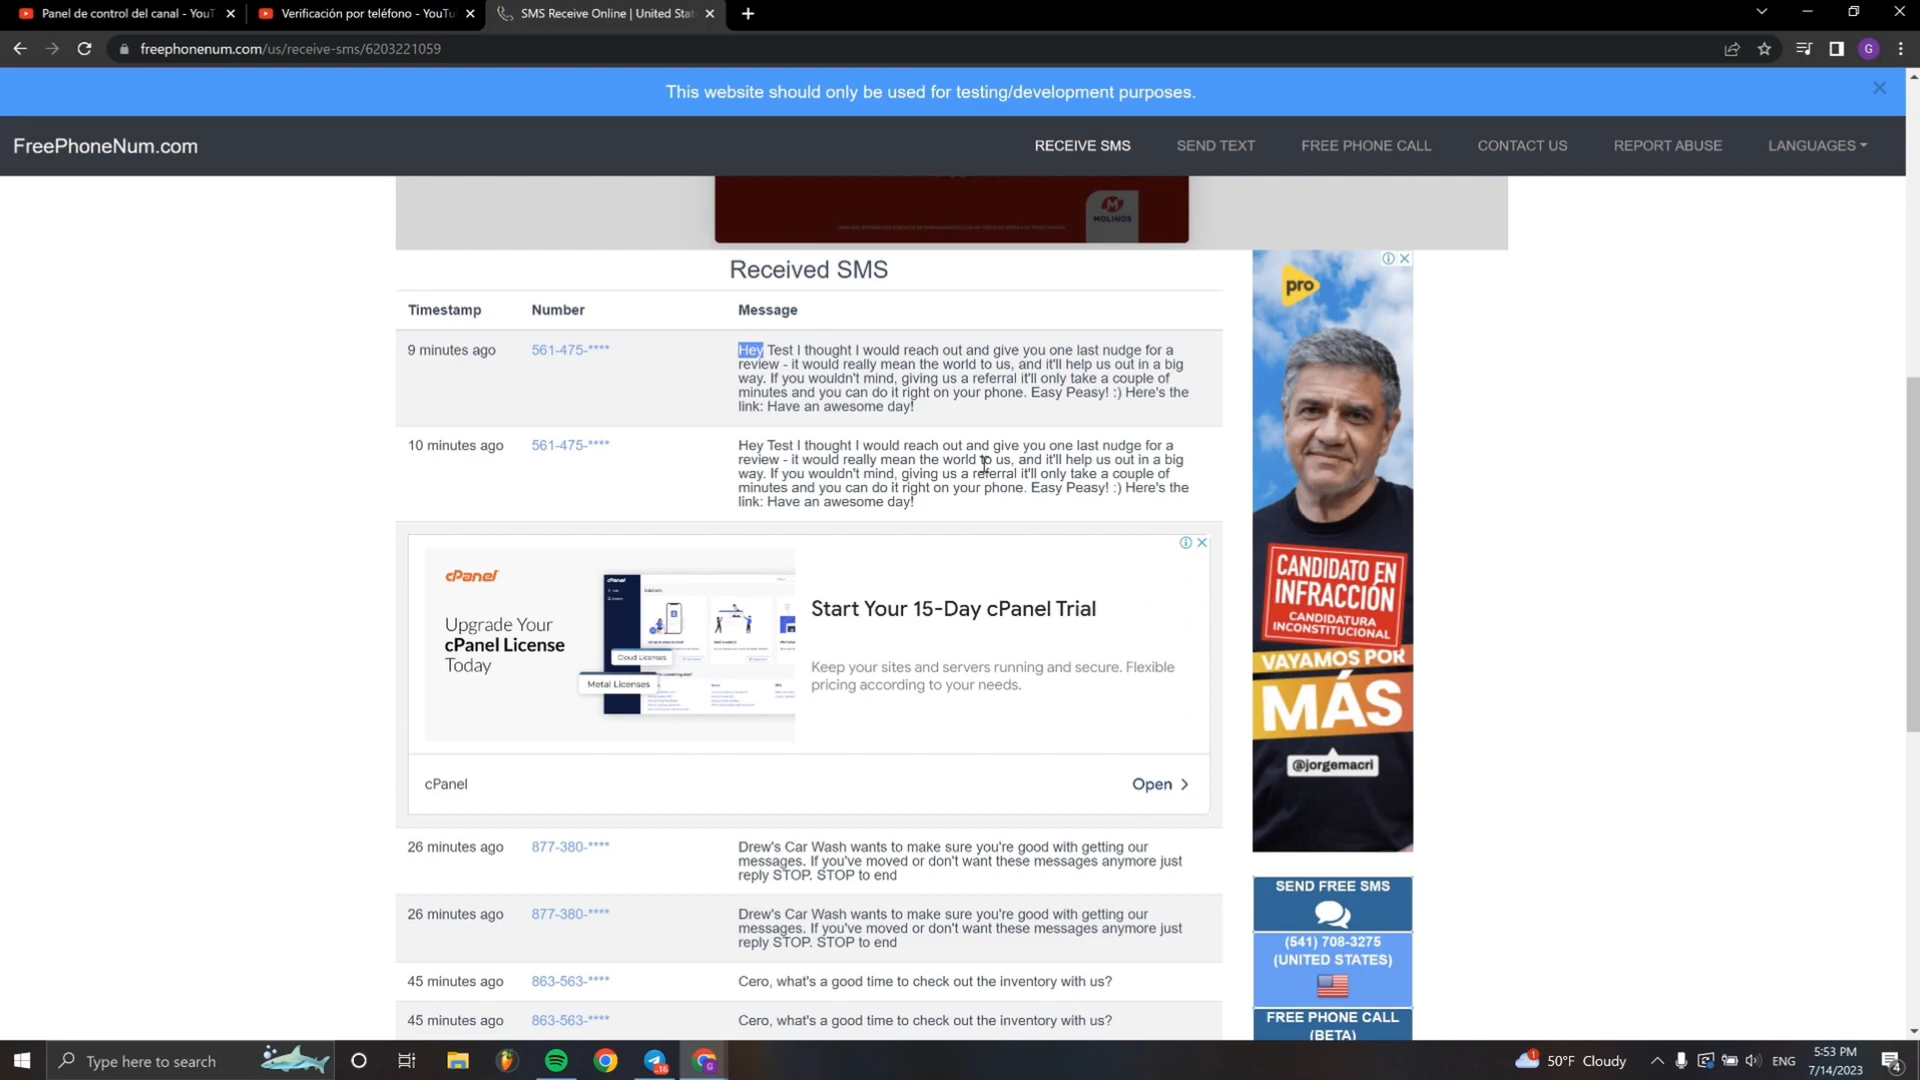 Panel de control del canal - YouT
Verificación por teléfono - YouTu
SMS Receive Online | United Stat
freephonenum.com/us/receive-sms/6203221059
G
This website should only be used for testing/development purposes.
FreePhoneNum.com
RECEIVE SMS
SEND TEXT
FREE PHONE CALL
CONTACT US
REPORT ABUSE
LANGUAGES
MOLINOS
Received SMS
Timestamp Number Message
9 minutes ago 561-475-**** Hey Test I thought I would reach out and give you one last nudge for a
review - it would really mean the world to us, and it'll help us out in a big
way. If you wouldn't mind, giving us a referral it'll only take a couple of
minutes and you can do it right on your phone. Easy Peasy! :) Here's the
link: Have an awesome day!
10 minutes ago 561-475-**** Hey Test I thought I would reach out and give you one last nudge for a
review - it would really mean the world to us, and it'll help us out in a big
way. If you wouldn't mind, giving us a referral it'll only take a couple of
minutes and you can do it right on your phone. Easy Peasy! :) Here's the
link: Have an awesome day!
cPanel
Upgrade Your
cPanel License
Today
Cloud Licenses
Metal Licenses
Start Your 15-Day cPanel Trial
Keep your sites and servers running and secure. Flexible
pricing according to your needs.
cPanel
Open
26 minutes ago 877-380-**** Drew's Car Wash wants to make sure you're good with getting our
messages. If you've moved or don't want these messages anymore just
reply STOP. STOP to end
26 minutes ago 877-380-**** Drew's Car Wash wants to make sure you're good with getting our
messages. If you've moved or don't want these messages anymore just
reply STOP. STOP to end
45 minutes ago 863-563-**** Cero, what's a good time to check out the inventory with us?
45 minutes ago 863-563-**** Cero, what's a good time to check out the inventory with us?
pro
CANDIDATO EN
INFRACCIÓN
CANDIDATURA
INCONSTITUCIONAL
VAYAMOS POR
MÁS
@jorgemacri
SEND FREE SMS
(541) 708-3275
(UNITED STATES)
FREE PHONE CALL
(BETA)
Type here to search
16
G
1
50°F Cloudy
ENG
5:53 PM
7/14/2023
4